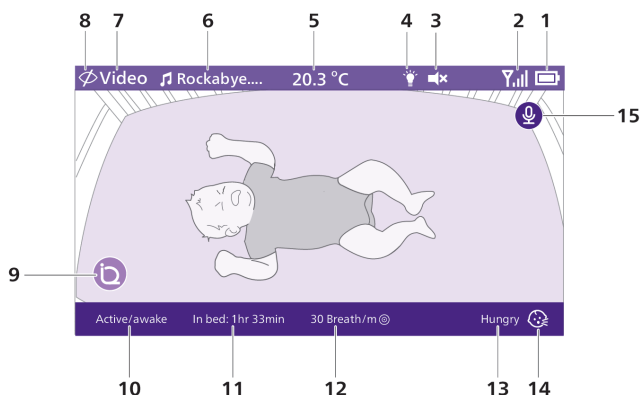 8 7 6 5 4 3 2 1
Video Rockabye.... 20.3 °C
15
9
Active/awake In bed: 1hr 33min 30 Breath/m Hungry
10 11 12 13 14